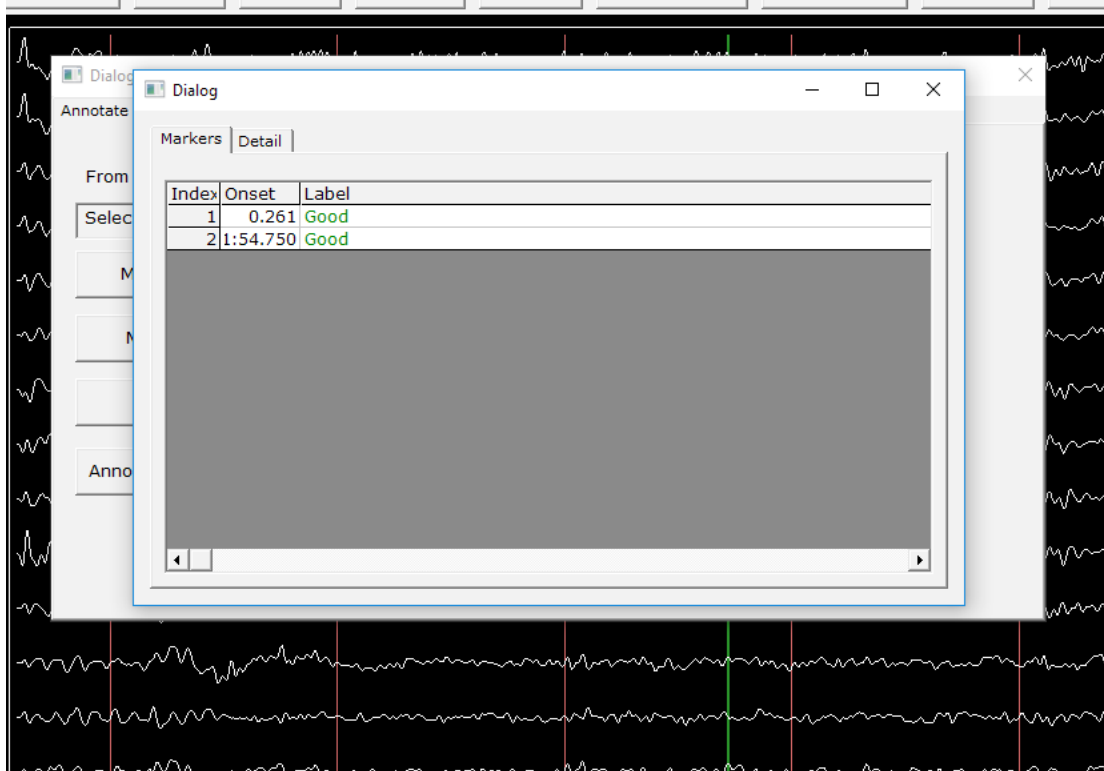 Dialog
Dialog
Annotate
Markers Detail
From
Index Onset Label
1 0.261 Good
2 1:54.750 Good
Selec
M
Anno